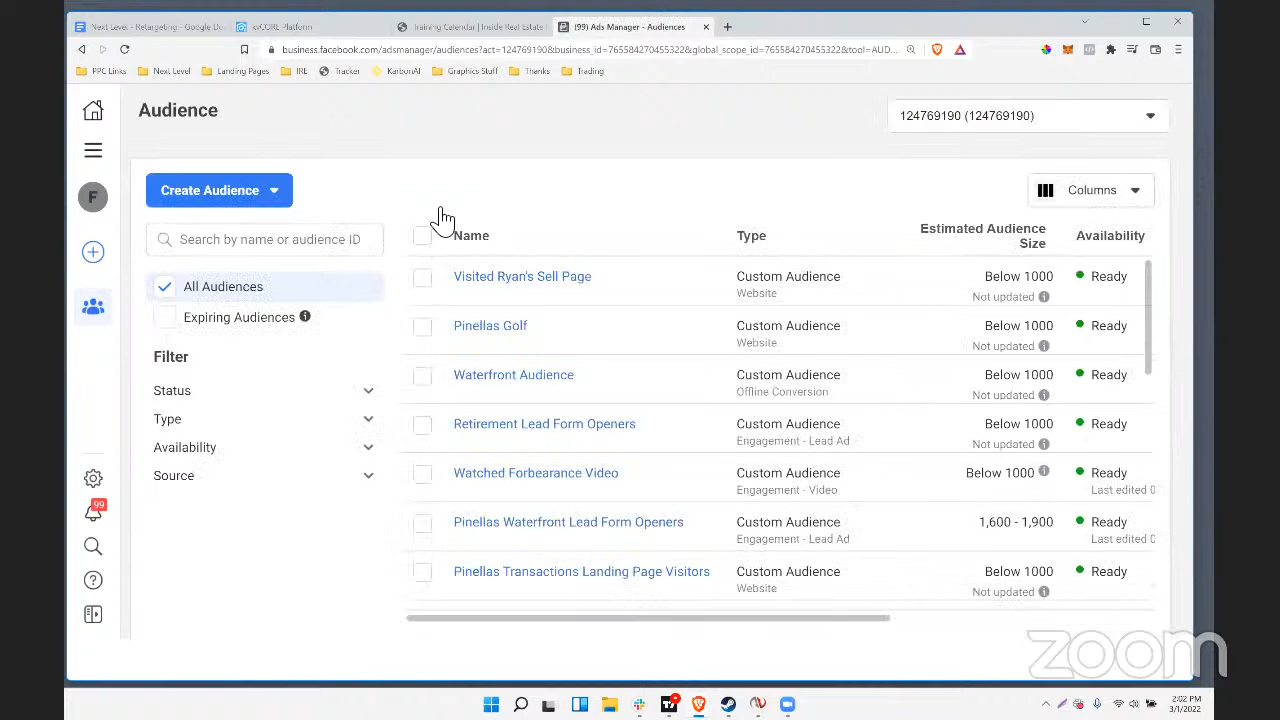 Next Level - Retargeting - Google Do
kvCORE Platform
Training Calendar | Inside Real Estate
(99) Ads Manager - Audiences
business.facebook.com/adsmanager/audiences?act=124769190&business_id=765584270455322&global_scope_id=765584270455322&tool=AUD...
PPC Links
Next Level
Landing Pages
IRE
Tracker
KarbonAI
Graphics Stuff
Thanks
Trading
Audience
124769190 (124769190)
F
Create Audience
Columns
Search by name or audience ID
Name
Type
Estimated Audience
Size
Availability
All Audiences
Expiring Audiences
Filter
Status
Type
Availability
Source
Visited Ryan's Sell Page
Custom Audience
Website
Below 1000
Not updated
Ready
Pinellas Golf
Custom Audience
Website
Below 1000
Not updated
Ready
Waterfront Audience
Custom Audience
Offline Conversion
Below 1000
Not updated
Ready
Retirement Lead Form Openers
Custom Audience
Engagement - Lead Ad
Below 1000
Not updated
Ready
Watched Forbearance Video
Custom Audience
Engagement - Video
Below 1000
Ready
Last edited 0
Pinellas Waterfront Lead Form Openers
Custom Audience
Engagement - Lead Ad
1,600 - 1,900
Ready
Last edited 0
Pinellas Transactions Landing Page Visitors
Custom Audience
Website
Below 1000
Not updated
Ready
99
zoom
2:02 PM
3/1/2022